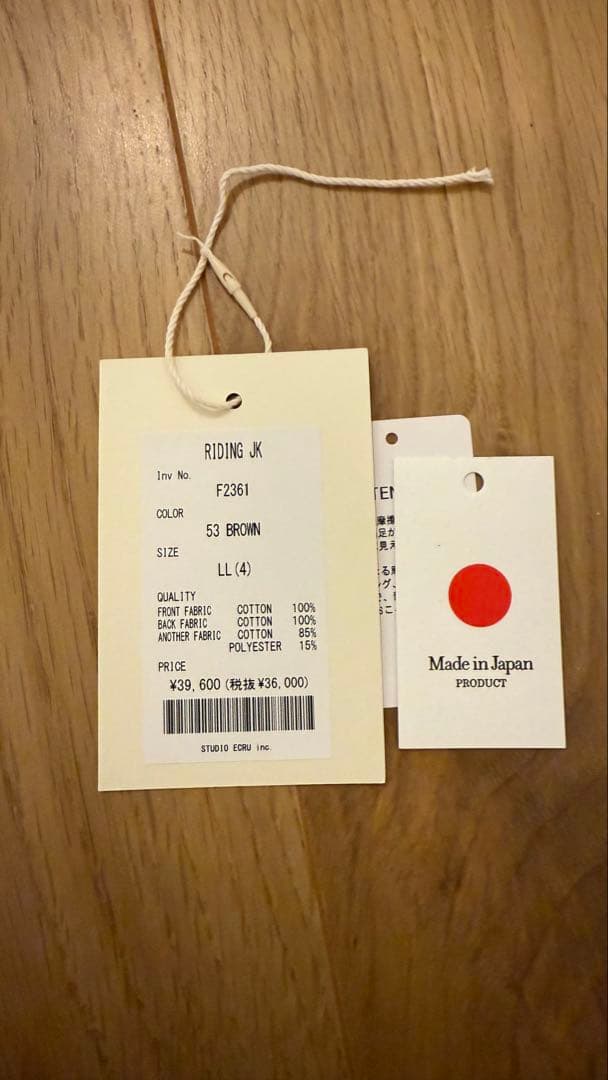 RIDING JK
Inv No.
F2361
COLOR
53 BROWN
SIZE
LL(4)
QUALITY
FRONT FABRIC COTTON 100%
BACK FABRIC COTTON 100%
ANOTHER FABRIC COTTON 85%
POLYESTER 15%
PRICE
¥39,600(税抜¥36,000)
STUDIO ECRU inc.
Made in Japan
PRODUCT